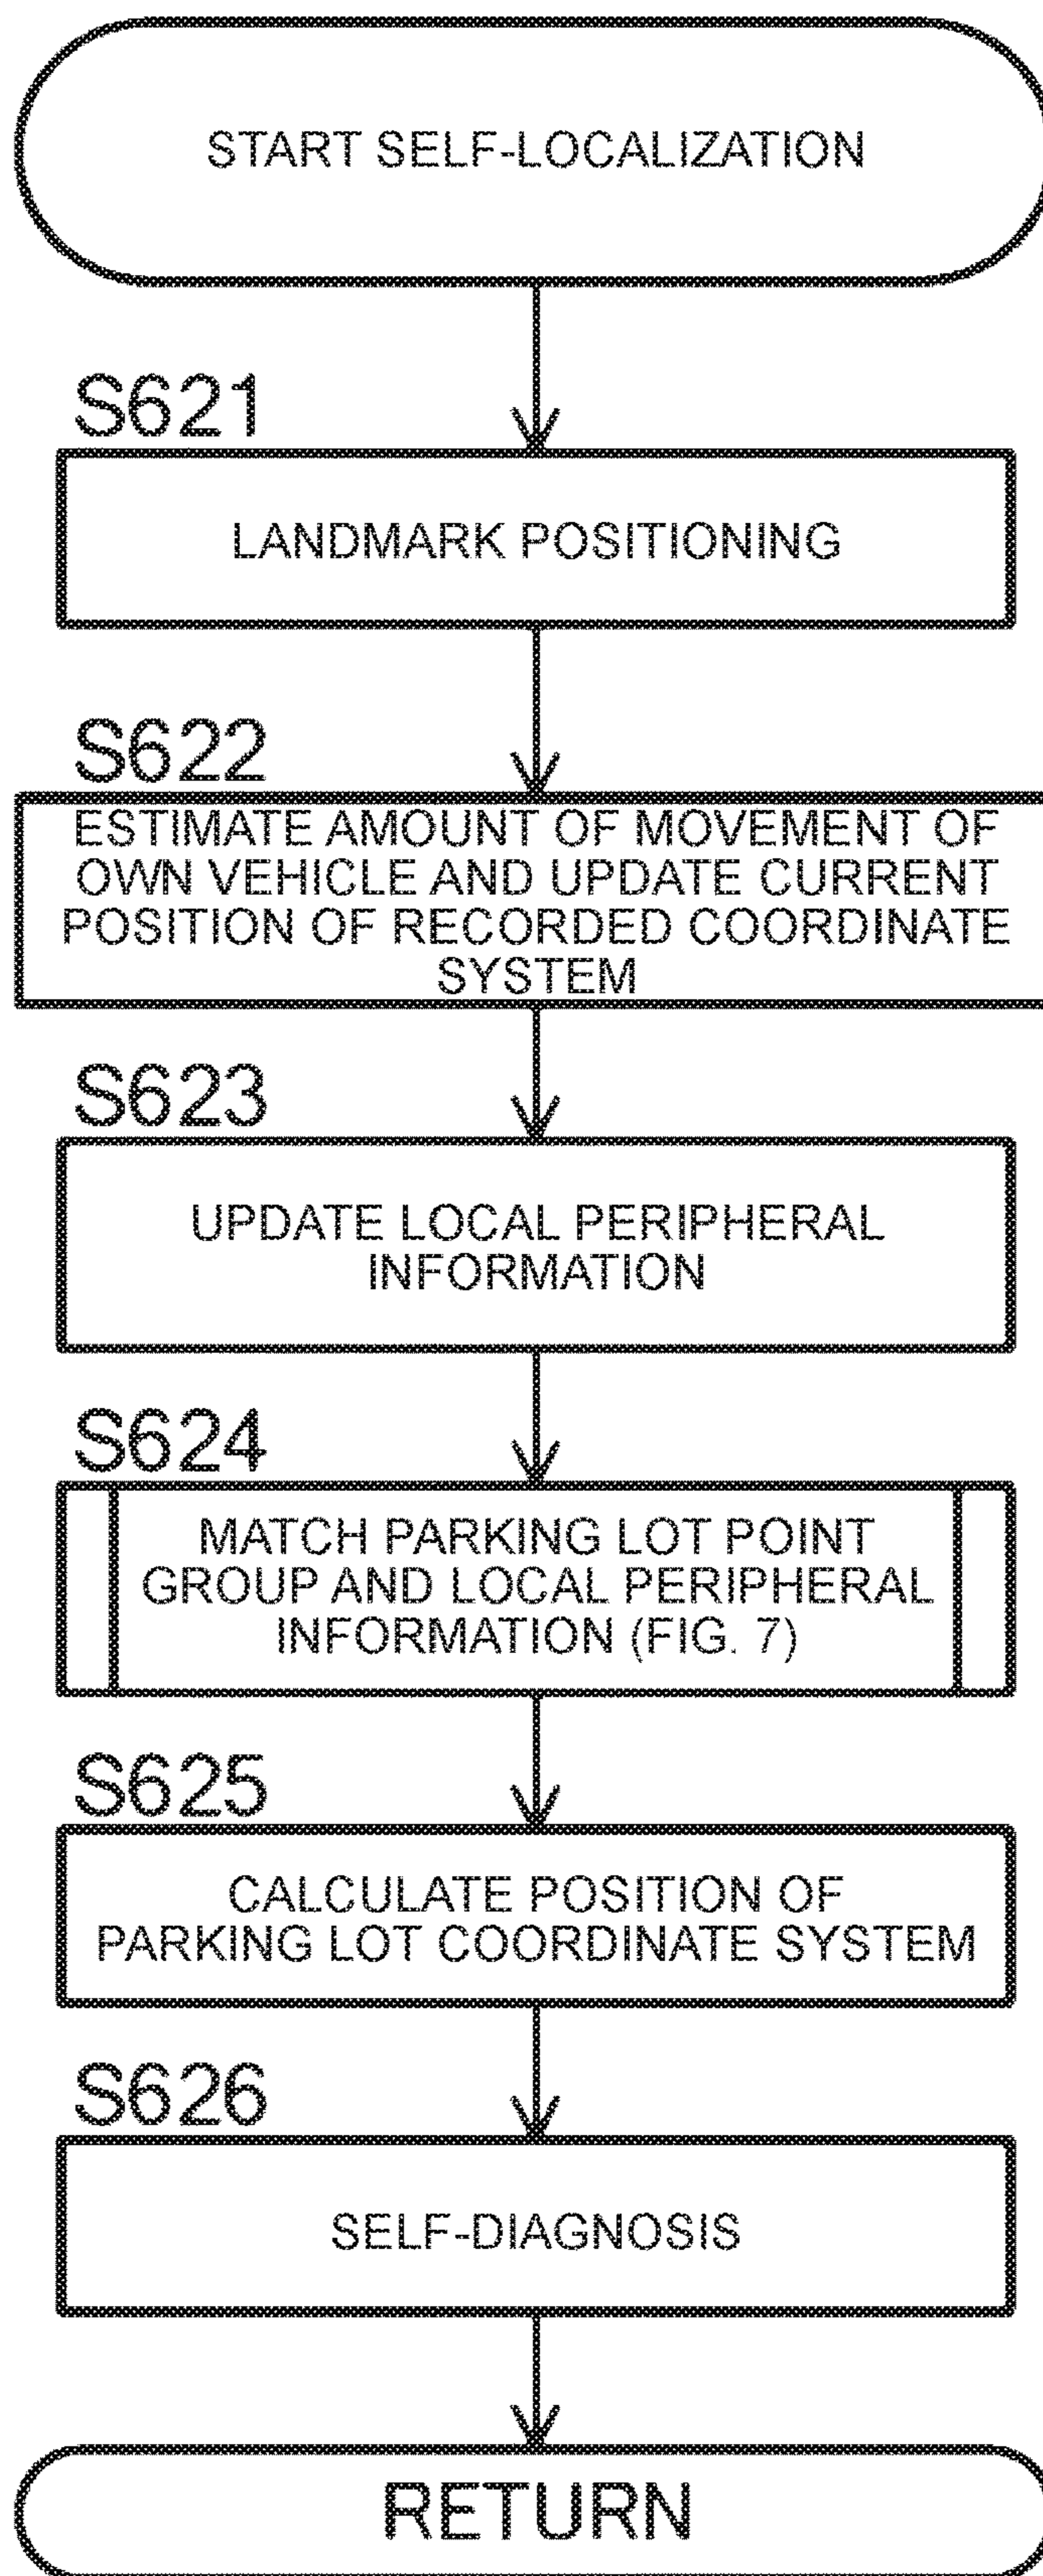 START SELF-LOCALIZATION
S621
LANDMARK POSITIONING
S622
ESTIMATE AMOUNT OF MOVEMENT OF
OWN VEHICLE AND UPDATE CURRENT
POSITION OF RECORDED COORDINATE
SYSTEM
S623
UPDATE LOCAL PERIPHERAL
INFORMATION
S624
MATCH PARKING LOT POINT
GROUP AND LOCAL PERIPHERAL
INFORMATION (FIG. 7)
S625
CALCULATE POSITION OF
PARKING LOT COORDINATE SYSTEM
S626
SELF-DIAGNOSIS
RETURN